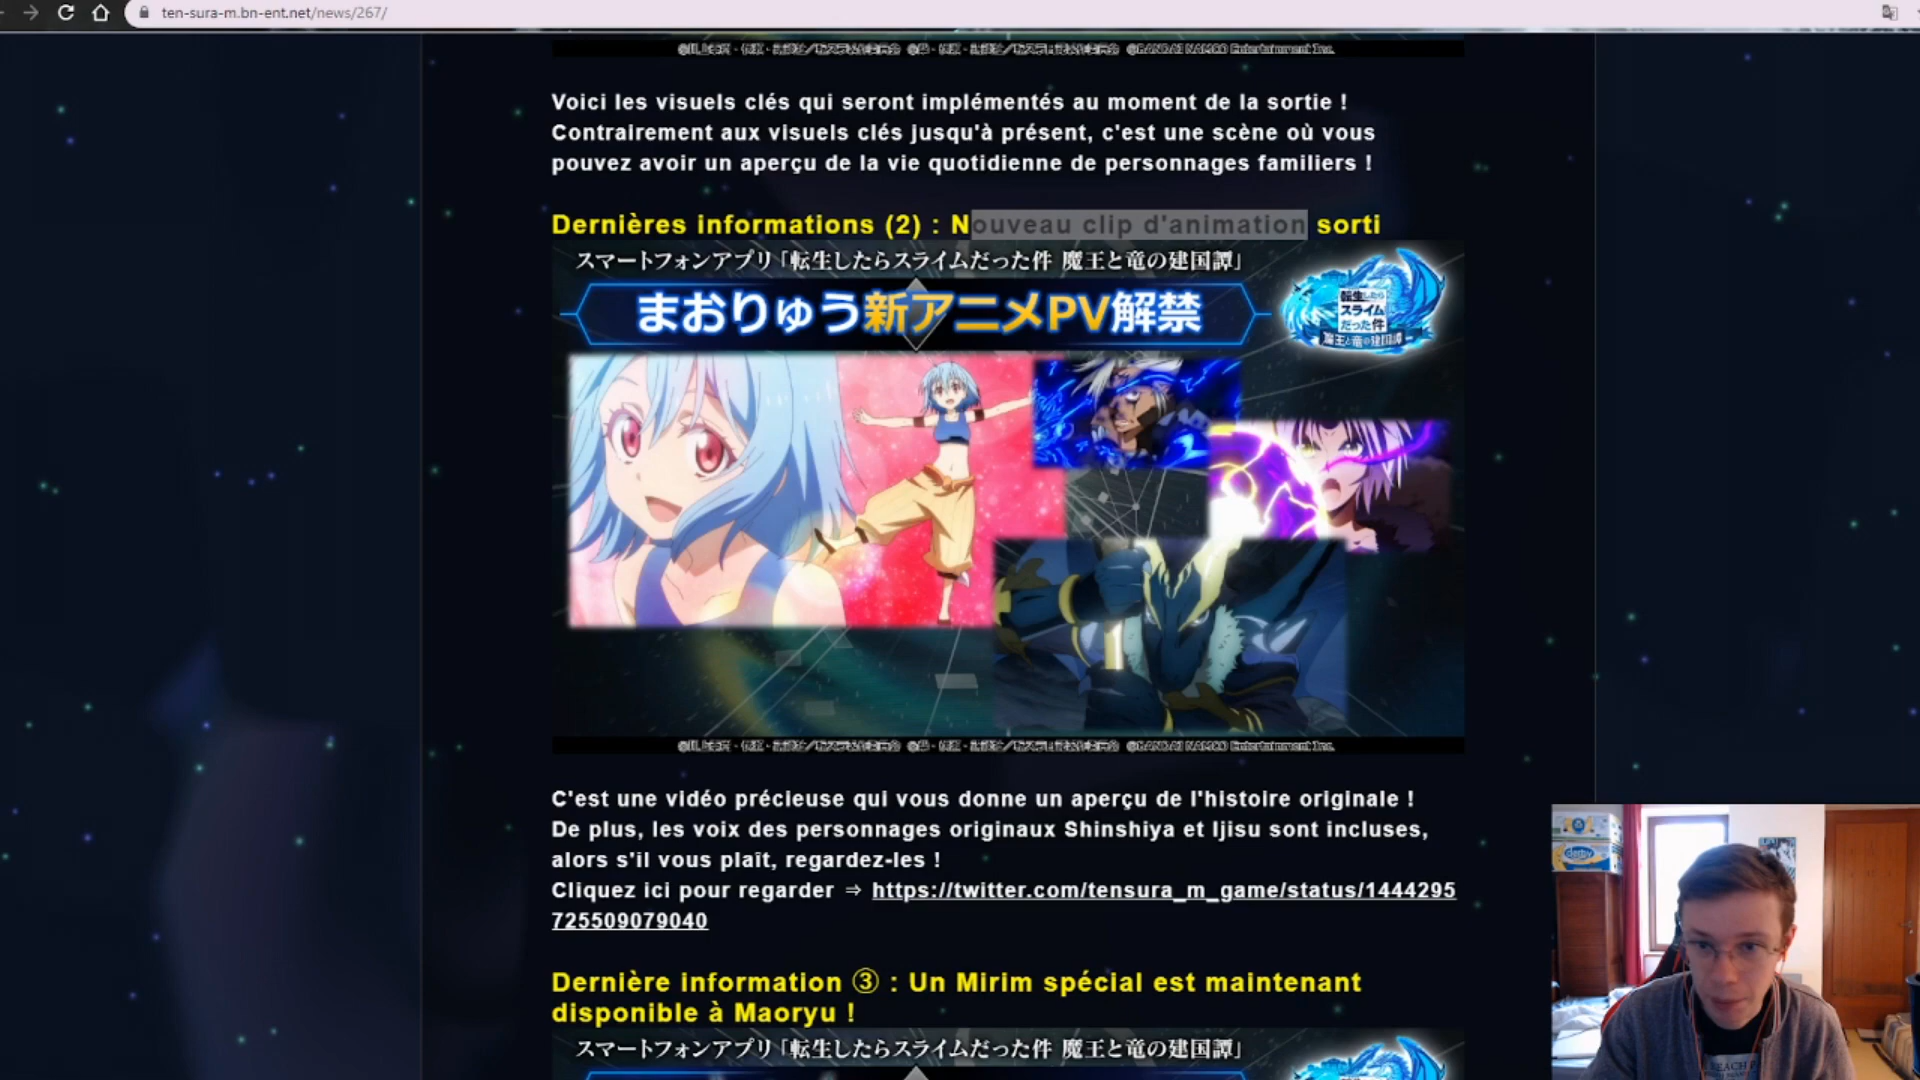 ten-sura-m.bn-ent.net/news/267/
Voici les visuels clés qui seront implémentés au moment de la sortie !
Contrairement aux visuels clés jusqu'à présent, c'est une scène où vous
pouvez avoir un aperçu de la vie quotidienne de personnages familiers !
Dernières informations (2) : Nouveau clip d'animation sorti
スマートフォンアプリ「転生したらスライムだった件 魔王と竜の建国譚」
まおりゅう新アニメPV解禁
転生したら
スライム
だった件
魔王と竜の建国譚
C'est une vidéo précieuse qui vous donne un aperçu de l'histoire originale !
De plus, les voix des personnages originaux Shinshiya et Ijisu sont incluses,
alors s'il vous plaît, regardez-les !
Cliquez ici pour regarder ⇒ https://twitter.com/tensura_m_game/status/1444295
725509079040
Dernière information ③ : Un Mirim spécial est maintenant
disponible à Maoryu !
スマートフォンアプリ「転生したらスライムだった件 魔王と竜の建国譚」
derby